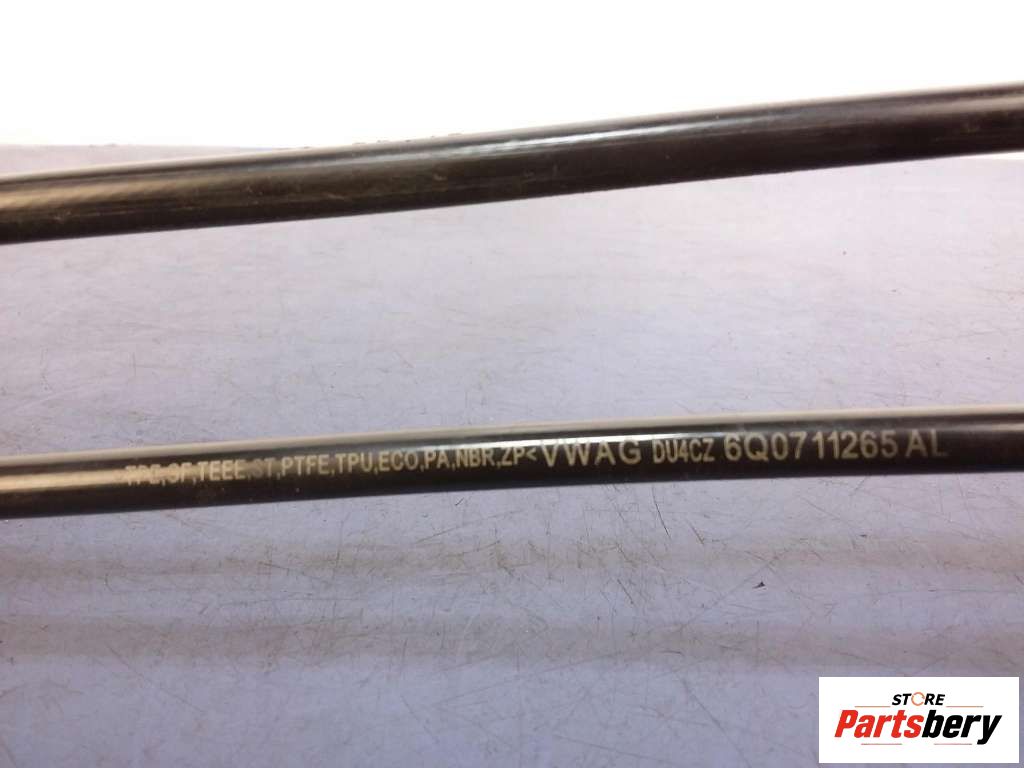 TPE,SF,TEEE,ST,PTFE,TPU,ECO,PA,NBR,ZP< VWAG DU4CZ 6Q0711265 AL
STORE
Partsbery